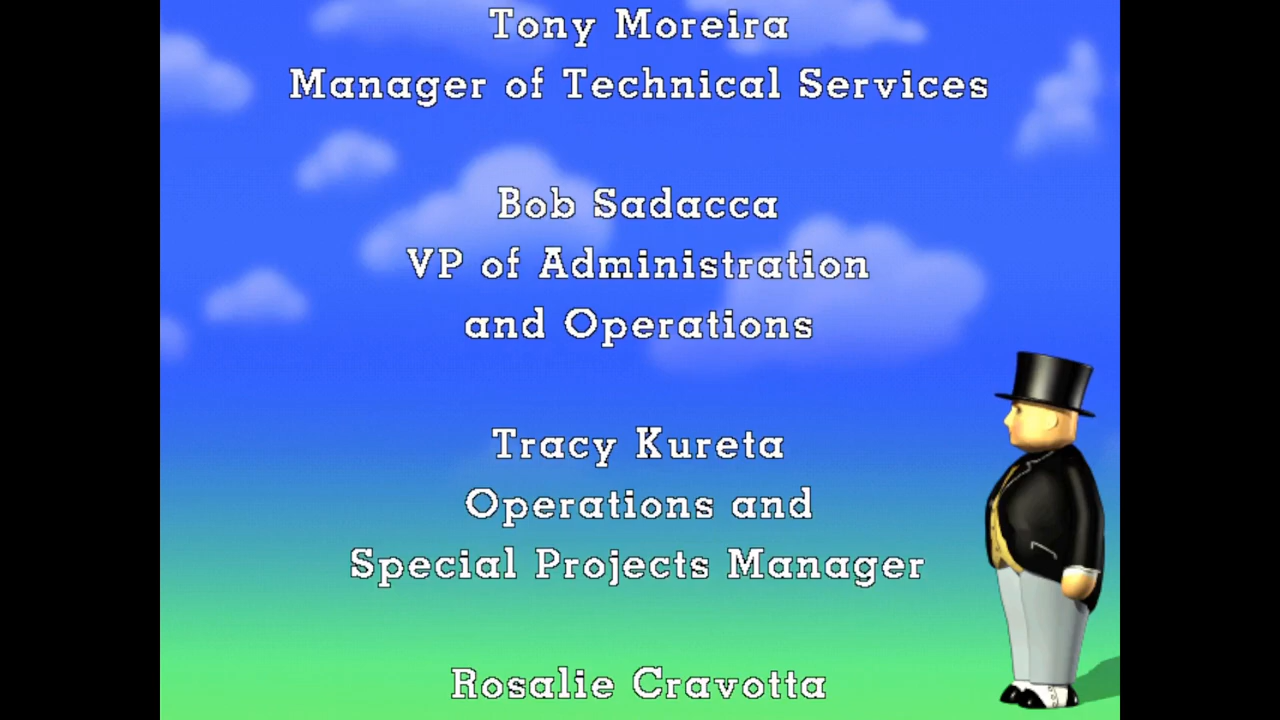 Tony Moreira
Manager of Technical Services
Bob Sadacca
VP of Administration
and Operations
Tracy Kureta
Operations and
Special Projects Manager
Rosalie Cravotta